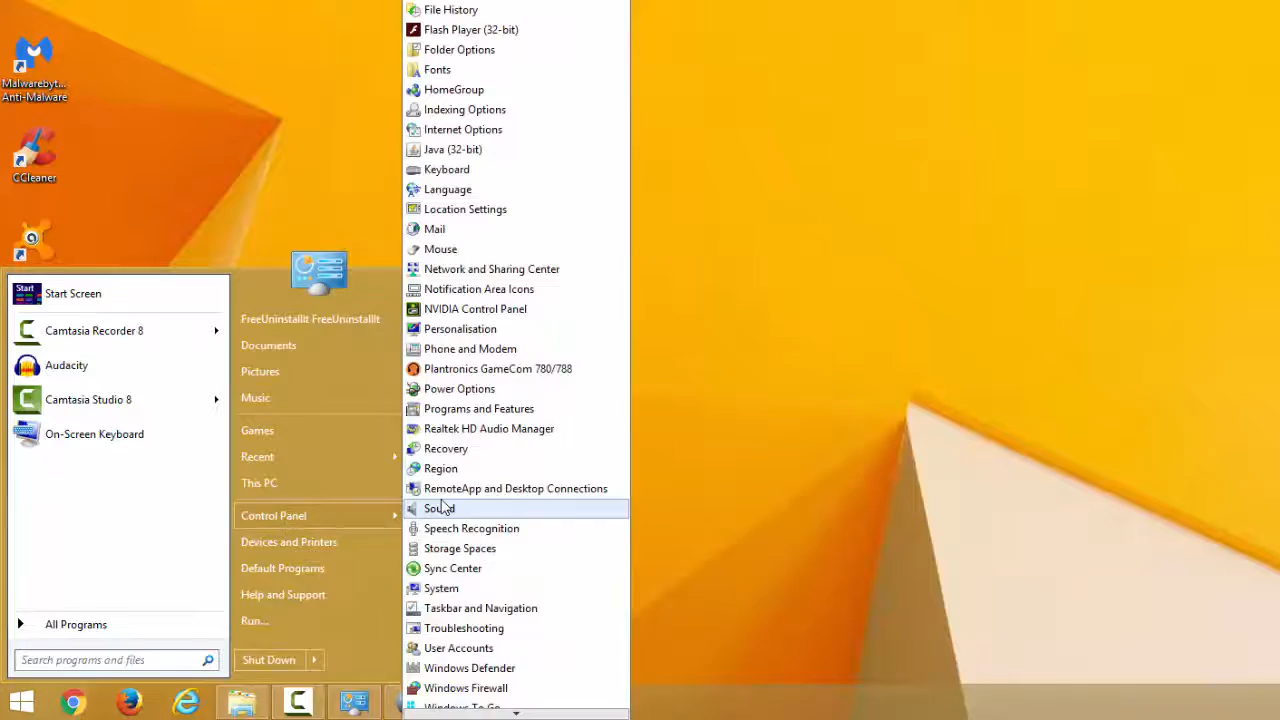 Malwareb­yt...
Anti-Malware
CCleaner
Start
Start Screen
Camtasia Recorder 8
Audacity
Camtasia Studio 8
On-Screen Keyboard
All Programs
Search programs and files
FreeUninstallIt FreeUninstallIt
Documents
Pictures
Music
Games
Recent
This PC
Control Panel
Devices and Printers
Default Programs
Help and Support
Run...
Shut Down
File History
Flash Player (32-bit)
Folder Options
Fonts
HomeGroup
Indexing Options
Internet Options
Java (32-bit)
Keyboard
Language
Location Settings
Mail
Mouse
Network and Sharing Center
Notification Area Icons
NVIDIA Control Panel
Personalisation
Phone and Modem
Plantronics GameCom 780/788
Power Options
Programs and Features
Realtek HD Audio Manager
Recovery
Region
RemoteApp and Desktop Connections
Sound
Speech Recognition
Storage Spaces
Sync Center
System
Taskbar and Navigation
Troubleshooting
User Accounts
Windows Defender
Windows Firewall
Windows To Go